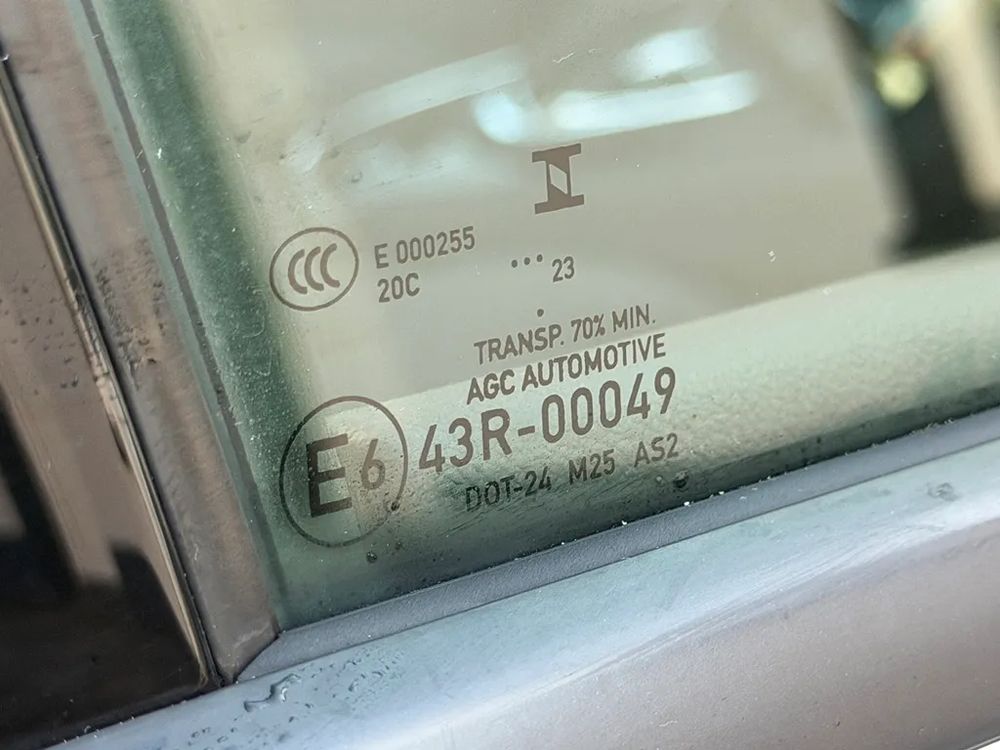 CCC E 000255
20C
... 23
.
TRANSP. 70% MIN.
AGC AUTOMOTIVE
E6 43R-00049
DOT-24 M25 AS2